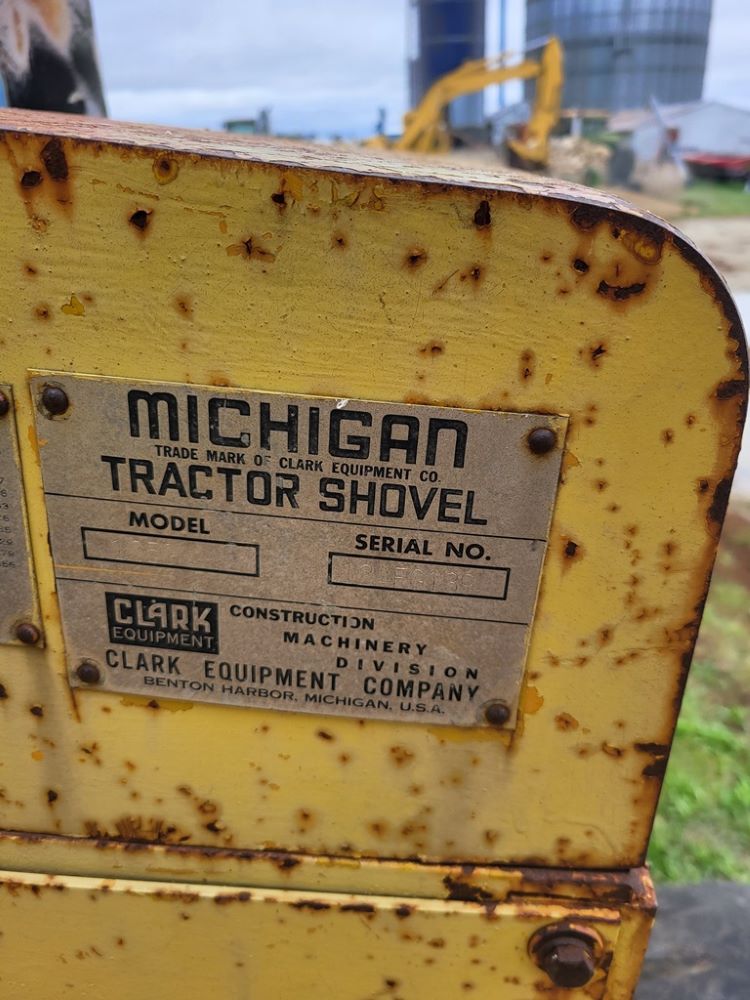 MICHIGAN
TRADE MARK OF CLARK EQUIPMENT CO.
TRACTOR SHOVEL
MODEL
SERIAL NO.
CLARK
EQUIPMENT
CONSTRUCTION
MACHINERY
DIVISION
CLARK EQUIPMENT COMPANY
BENTON HARBOR, MICHIGAN, U.S.A.